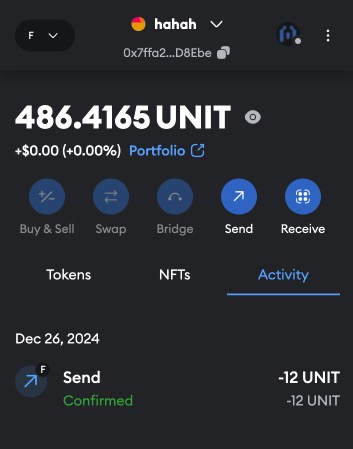 F
hahah
0x7ffa2...D8Ebe
486.4165 UNIT
+$0.00 (+0.00%) Portfolio
Buy & Sell
Swap
Bridge
Send
Receive
Tokens
NFTs
Activity
Dec 26, 2024
F
Send
-12 UNIT
Confirmed
-12 UNIT